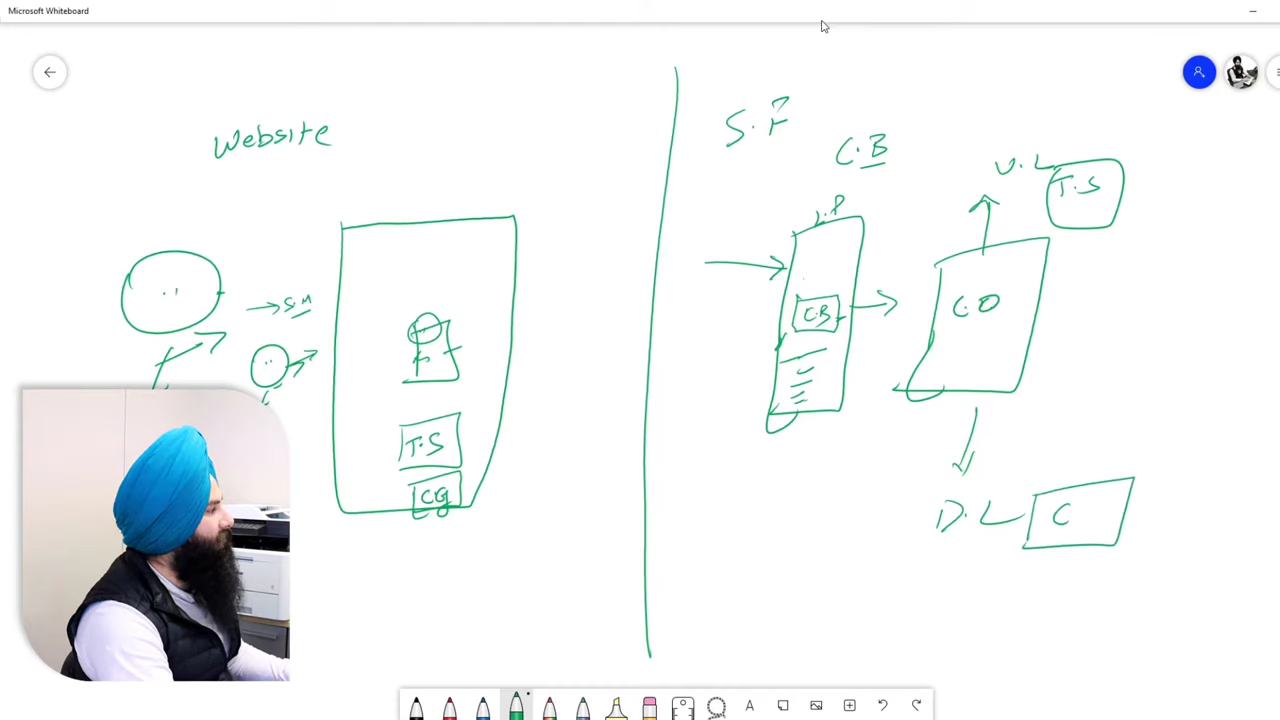 Microsoft Whiteboard
Website
S.M
T.S
CG
S.F
C.B
C.B
C.O
U.L
T.S
D.L
C
A